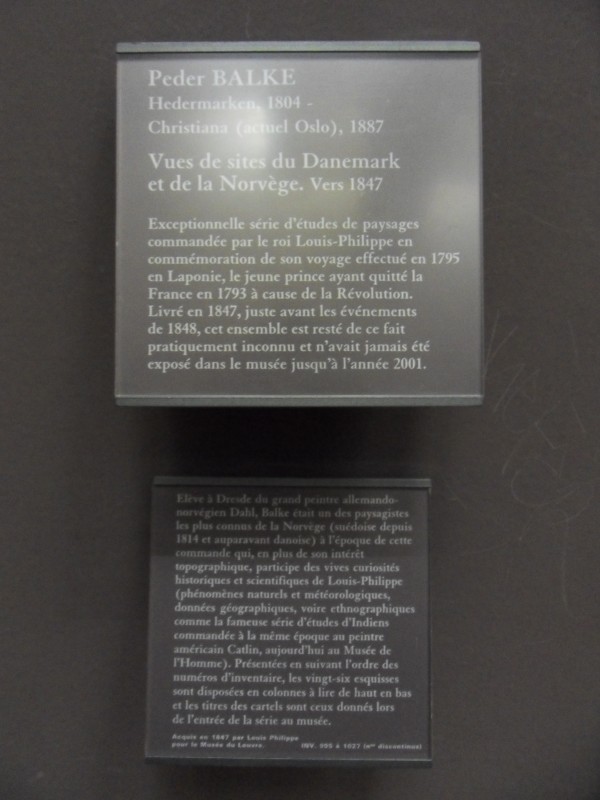 Peder BALKE
Hedermarken, 1804 -
Christiana (actuel Oslo), 1887
Vues de sites du Danemark
et de la Norvège. Vers 1847
Exceptionnelle série d'études de paysages
commandée par le roi Louis-Philippe en
commémoration de son voyage effectué en 1795
en Laponie, le jeune prince ayant quitté la
France en 1793 à cause de la Révolution.
Livré en 1847, juste avant les événements
de 1848, cet ensemble est resté de ce fait
pratiquement inconnu et n'avait jamais été
exposé dans le musée jusqu'à l'année 2001.
Elève à Dresde du grand peintre allemando-
norvégien Dahl, Balke était un des paysagistes
les plus connus de la Norvège (suédoise depuis
1814 et auparavant danoise) à l'époque de cette
commande qui, en plus de son intérêt
topographique, participe des vives curiosités
historiques et scientifiques de Louis-Philippe
(phénomènes naturels et météorologiques,
données géographiques, voire ethnographiques
comme la fameuse série d'études d'Indiens
commandée à la même époque au peintre
américain Catlin, aujourd'hui au Musée de
l'Homme). Présentées en suivant l'ordre des
numéros d'inventaire, les vingt-six esquisses
sont disposées en colonnes à lire de haut en bas
et les titres des cartels sont ceux donnés lors
de l'entrée de la série au musée.
Acquis en 1847 par Louis Philippe
pour le Musée du Louvre. INV. 955 à 1027 (nos discontinus)